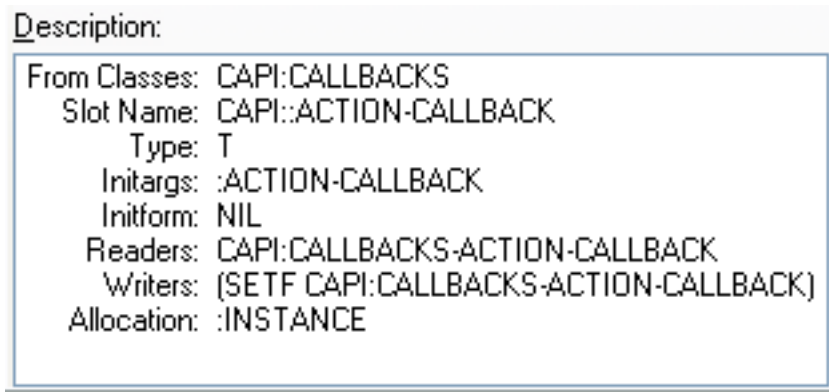 Description:
From Classes: CAPI:CALLBACKS
Slot Name: CAPI::ACTION-CALLBACK
Type: T
Initargs: :ACTION-CALLBACK
Initform: NIL
Readers: CAPI:CALLBACKS-ACTION-CALLBACK
Writers: (SETF CAPI:CALLBACKS-ACTION-CALLBACK)
Allocation: :INSTANCE